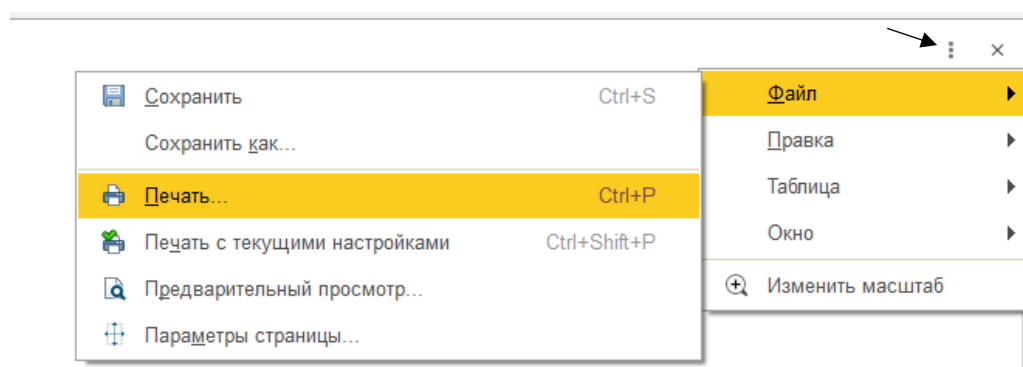 Сохранить Ctrl+S
Сохранить как...
Печать... Ctrl+P
Печать с текущими настройками Ctrl+Shift+P
Предварительный просмотр...
Параметры страницы...
Файл
Правка
Таблица
Окно
Изменить масштаб